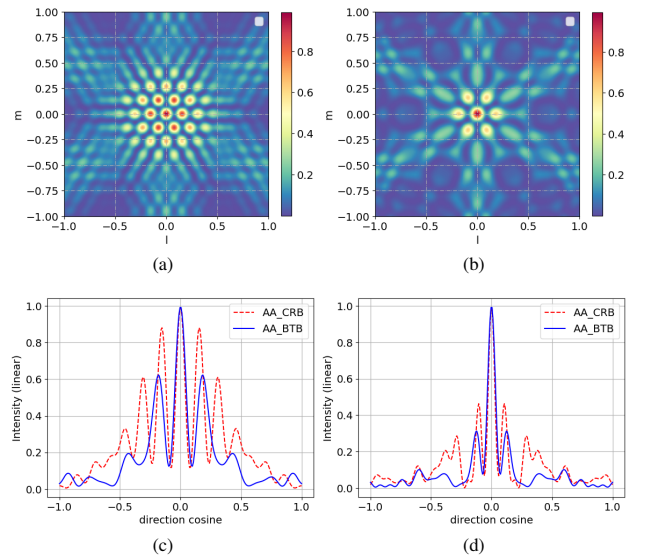 1.00
0.75
0.50
0.25
0.00
−0.25
−0.50
−0.75
−1.00
m
−1.0 −0.5 0.0 0.5 1.0
l
0.8
0.6
0.4
0.2
(a)
1.00
0.75
0.50
0.25
0.00
−0.25
−0.50
−0.75
−1.00
m
−1.0 −0.5 0.0 0.5 1.0
l
0.8
0.6
0.4
0.2
(b)
1.0
0.8
0.6
0.4
0.2
0.0
Intensity (linear)
AA_CRB
AA_BTB
−1.0 −0.5 0.0 0.5 1.0
direction cosine
(c)
1.0
0.8
0.6
0.4
0.2
0.0
Intensity (linear)
AA_CRB
AA_BTB
−1.0 −0.5 0.0 0.5 1.0
direction cosine
(d)